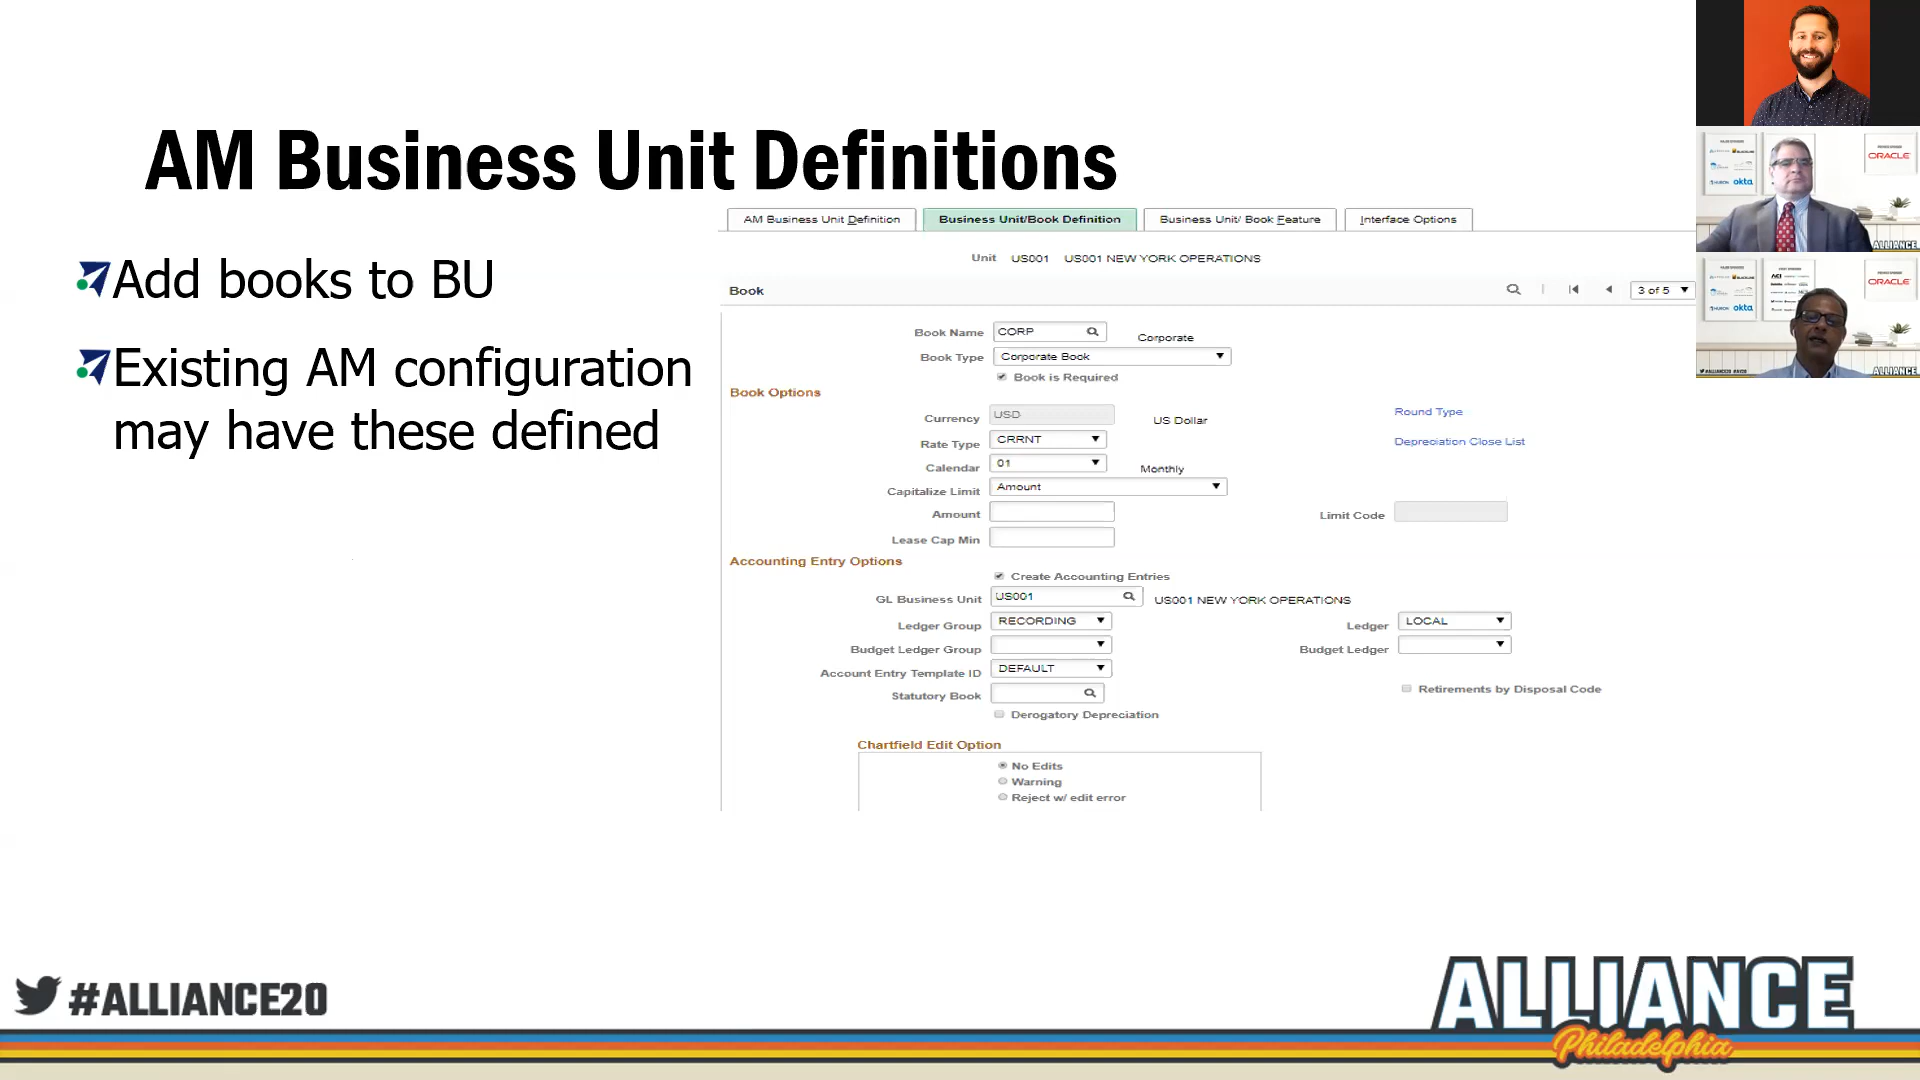 AM Business Unit Definitions
Add books to BU
Existing AM configuration
may have these defined
AM Business Unit Definition
Business Unit/Book Definition
Business Unit/ Book Feature
Interface Options
Unit US001 US001 NEW YORK OPERATIONS
Book
3 of 5
Book Name CORP Corporate
Book Type Corporate Book
Book is Required
Book Options
Currency USD US Dollar
Round Type
Rate Type CRRNT
Depreciation Close List
Calendar 01 Monthly
Capitalize Limit Amount
Amount
Limit Code
Lease Cap Min
Accounting Entry Options
Create Accounting Entries
GL Business Unit US001 US001 NEW YORK OPERATIONS
Ledger Group RECORDING
Ledger LOCAL
Budget Ledger Group
Budget Ledger
Account Entry Template ID DEFAULT
Statutory Book
Retirements by Disposal Code
Derogatory Depreciation
Chartfield Edit Option
No Edits
Warning
Reject w/ edit error
ORACLE
okta
ALLIANCE
ORACLE
okta
ALLIANCE
#ALLIANCE20
ALLIANCE
Philadelphia